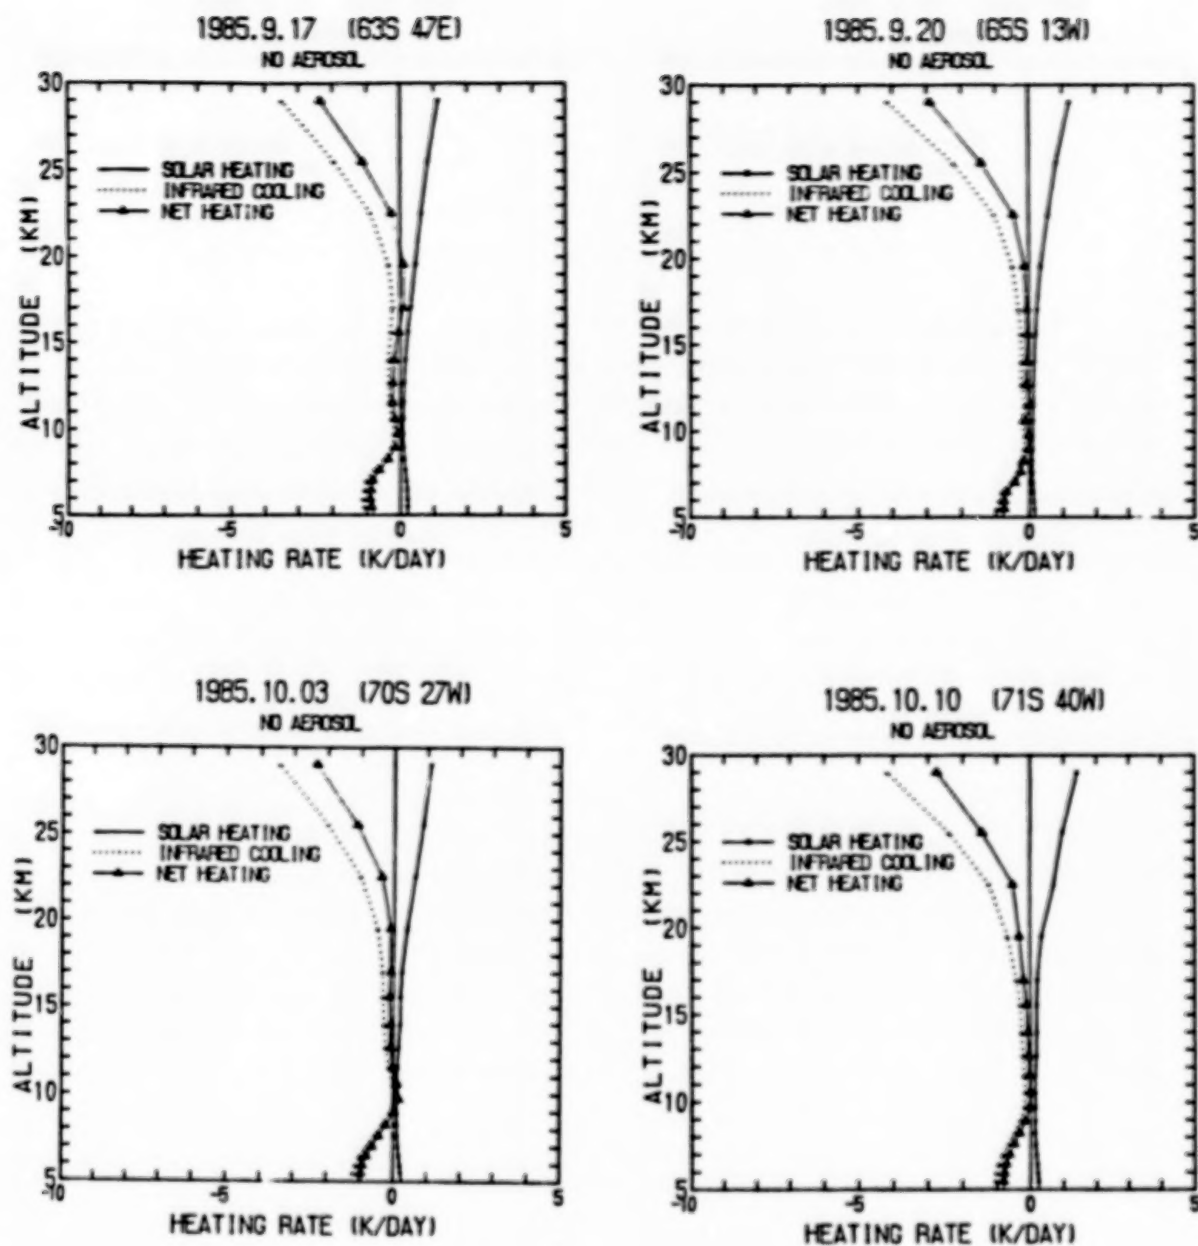 1985.9.17 (63S 47E)
NO AEROSOL
30
25
20
15
10
5
-10
-5
0
5
ALTITUDE (KM)
SOLAR HEATING
INFRARED COOLING
NET HEATING
HEATING RATE (K/DAY)
1985.9.20 (65S 13W)
NO AEROSOL
30
25
20
15
10
5
-10
-5
0
5
ALTITUDE (KM)
SOLAR HEATING
INFRARED COOLING
NET HEATING
HEATING RATE (K/DAY)
1985.10.03 (70S 27W)
NO AEROSOL
30
25
20
15
10
5
-10
-5
0
5
ALTITUDE (KM)
SOLAR HEATING
INFRARED COOLING
NET HEATING
HEATING RATE (K/DAY)
1985.10.10 (71S 40W)
NO AEROSOL
30
25
20
15
10
5
-10
-5
0
5
ALTITUDE (KM)
SOLAR HEATING
INFRARED COOLING
NET HEATING
HEATING RATE (K/DAY)